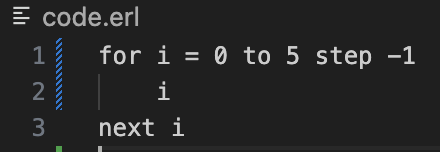 code.erl
1 for i = 0 to 5 step -1
2 i
3 next i